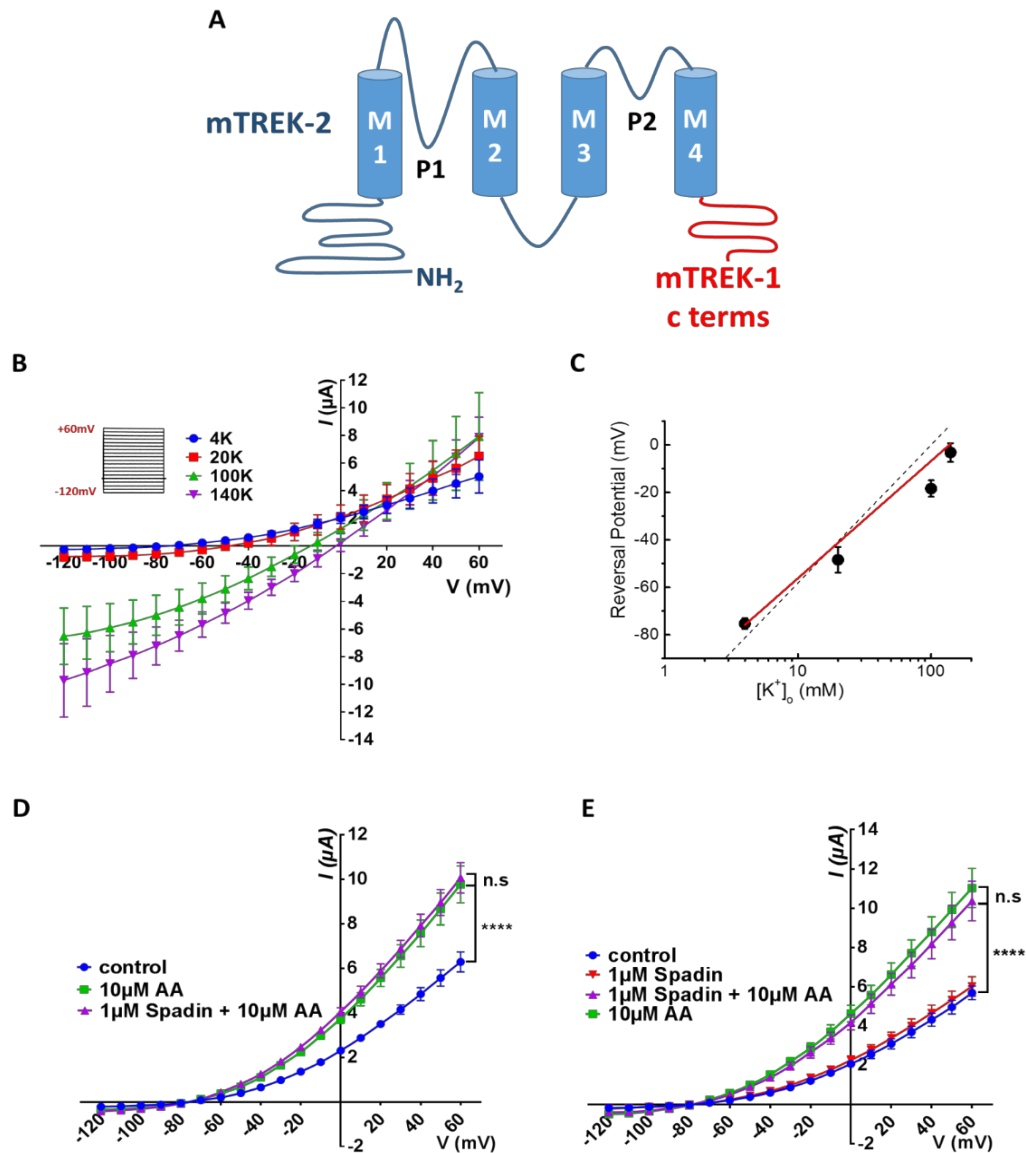 A
mTREK-2
M 1
M 2
M 3
M 4
P1
P2
NH2
mTREK-1
c terms
B
+60mV
-120mV
4K
20K
100K
140K
I (µA)
12
10
8
6
4
2
-2
-4
-6
-8
-10
-12
-14
-120 -100 -80 -60 -40 -20 20 40 60
V (mV)
C
Reversal Potential (mV)
0
-20
-40
-60
-80
1 10 100
[K+]o (mM)
D
control
10µM AA
1µM Spadin + 10µM AA
I (µA)
12
10
8
6
4
2
-2
-120 -100 -80 -60 -40 -20 0 20 40 60
V (mV)
n.s
****
E
control
1µM Spadin
1µM Spadin + 10µM AA
10µM AA
I (µA)
14
12
10
8
6
4
2
-2
-120 -100 -80 -60 -40 -20 0 20 40 60
V (mV)
n.s
****